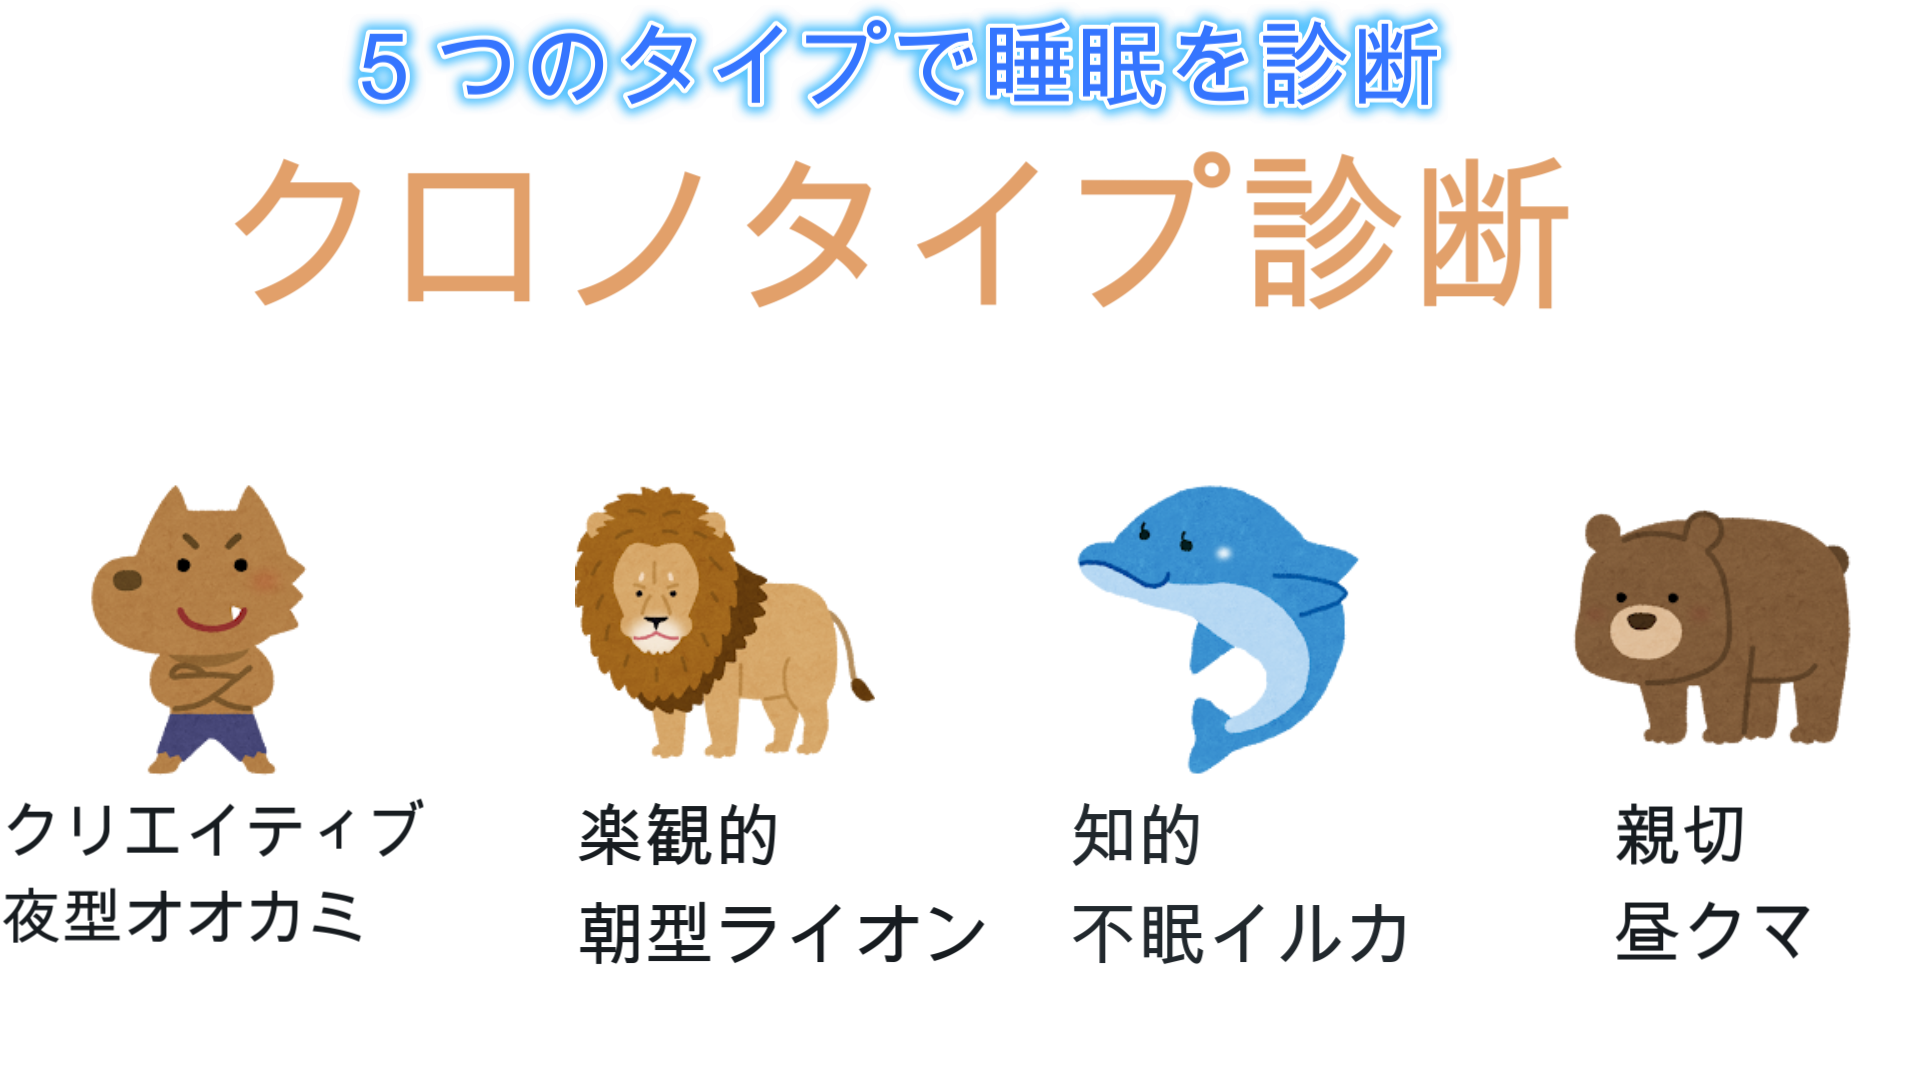 ５つのタイプで睡眠を診断
クロノタイプ診断
クリエイティブ
夜型オオカミ
楽観的
朝型ライオン
知的
不眠イルカ
親切
昼クマ